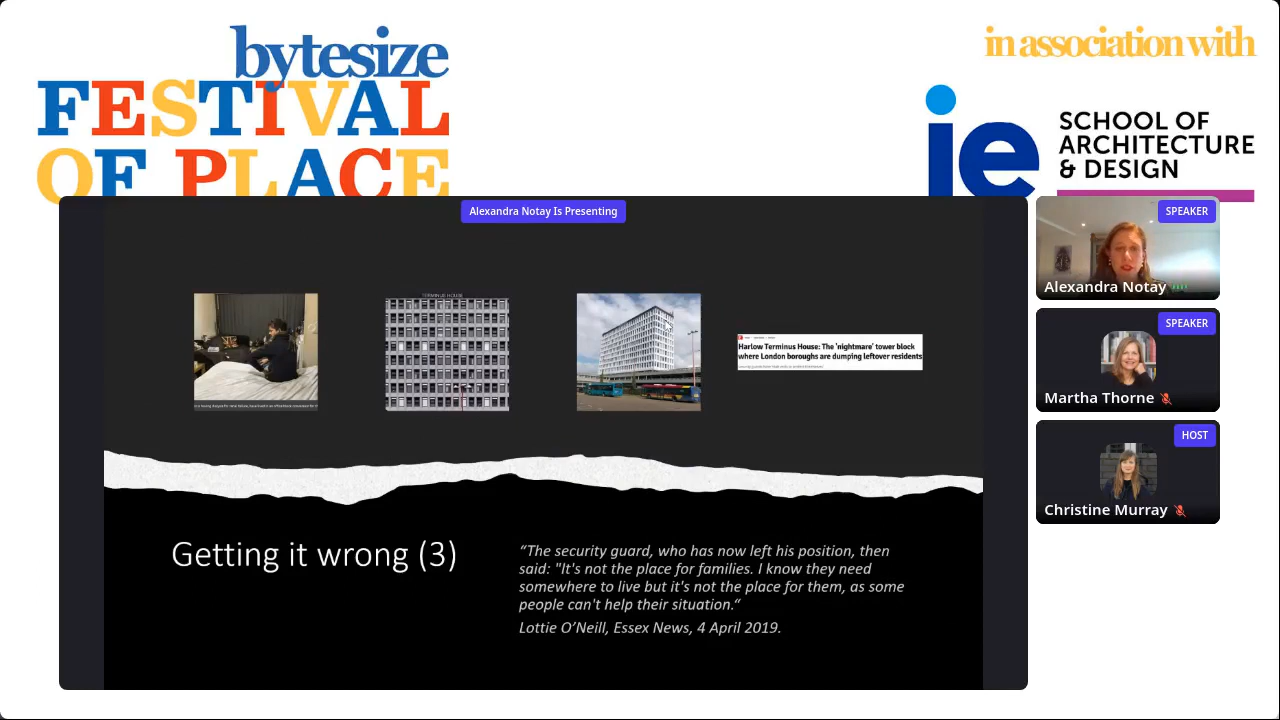 bytesize
FESTIVAL
OF PLACE
in association with
ie
SCHOOL OF
ARCHITECTURE
& DESIGN
Alexandra Notay Is Presenting
SPEAKER
Alexandra Notay
SPEAKER
Martha Thorne
HOST
Christine Murray
TERMINUS HOUSE
Harlow Terminus House: The 'nightmare' tower block
where London boroughs are dumping leftover residents
Getting it wrong (3)
“The security guard, who has now left his position, then
said: "It's not the place for families. I know they need
somewhere to live but it's not the place for them, as some
people can't help their situation.“
Lottie O’Neill, Essex News, 4 April 2019.